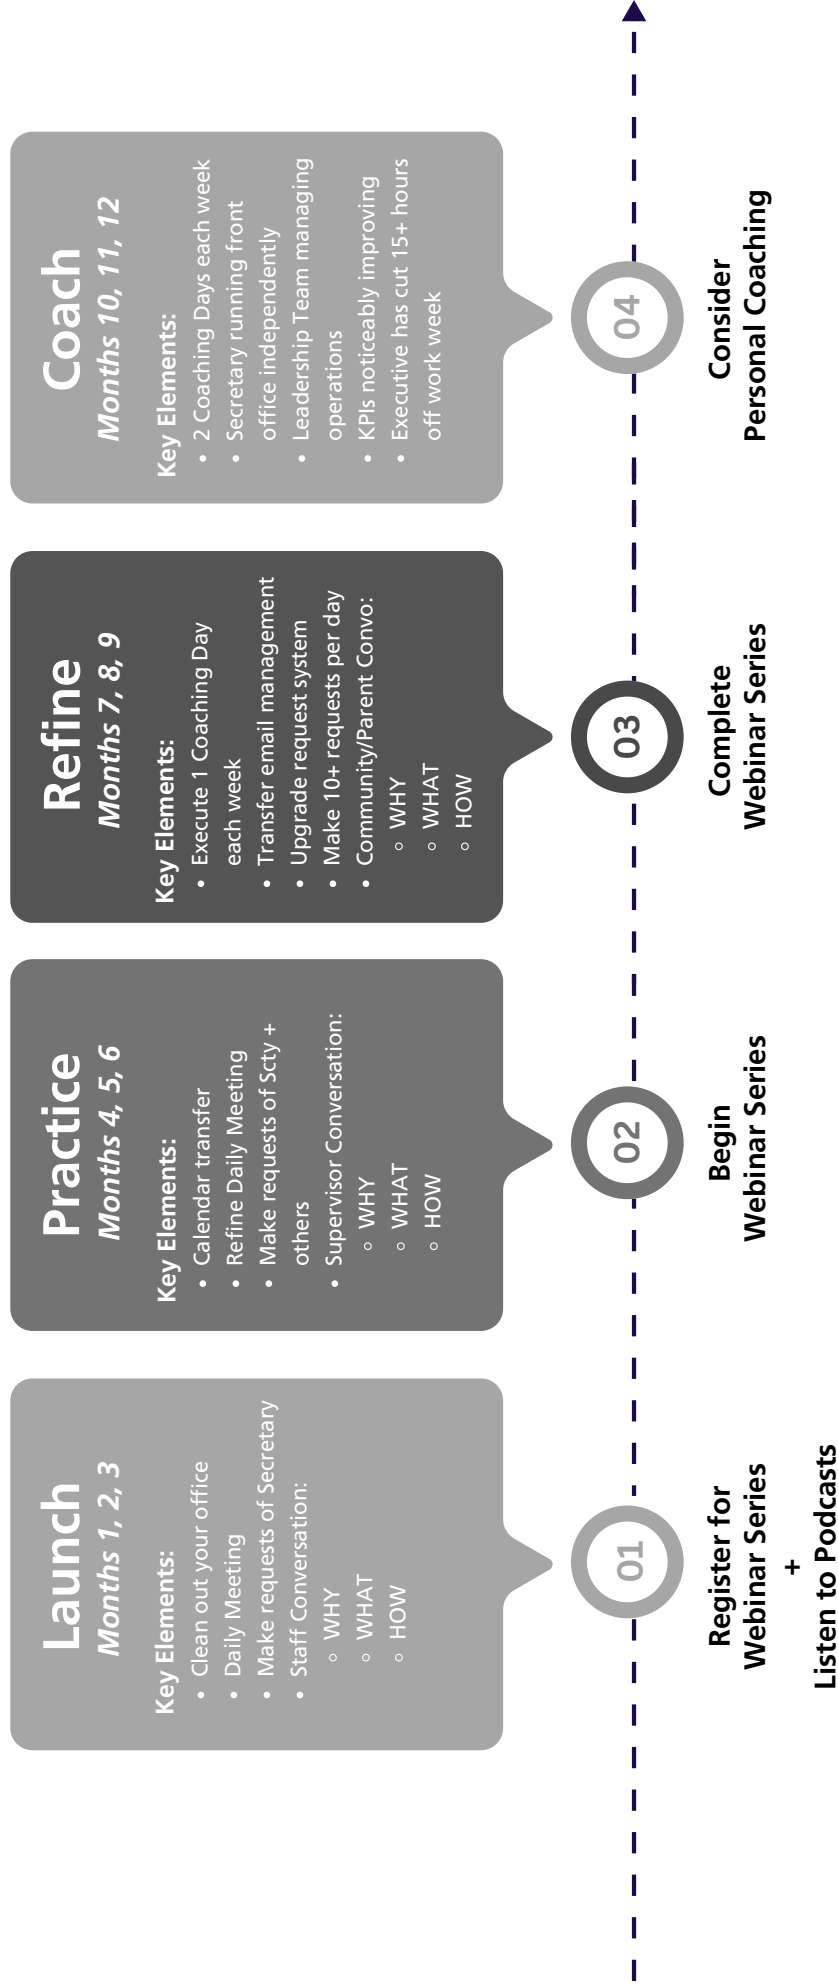 Launch
Months 1, 2, 3
Key Elements:
• Clean out your office
• Daily Meeting
• Make requests of Secretary
• Staff Conversation:
○ WHY
○ WHAT
○ HOW
01
Register for
Webinar Series
+
Listen to Podcasts
Practice
Months 4, 5, 6
Key Elements:
• Calendar transfer
• Refine Daily Meeting
• Make requests of Scty +
others
• Supervisor Conversation:
○ WHY
○ WHAT
○ HOW
02
Begin
Webinar Series
Refine
Months 7, 8, 9
Key Elements:
• Execute 1 Coaching Day
each week
• Transfer email management
• Upgrade request system
• Make 10+ requests per day
• Community/Parent Convo:
○ WHY
○ WHAT
○ HOW
03
Complete
Webinar Series
Coach
Months 10, 11, 12
Key Elements:
• 2 Coaching Days each week
• Secretary running front
office independently
• Leadership Team managing
operations
• KPIs noticeably improving
• Executive has cut 15+ hours
off work week
04
Consider
Personal Coaching